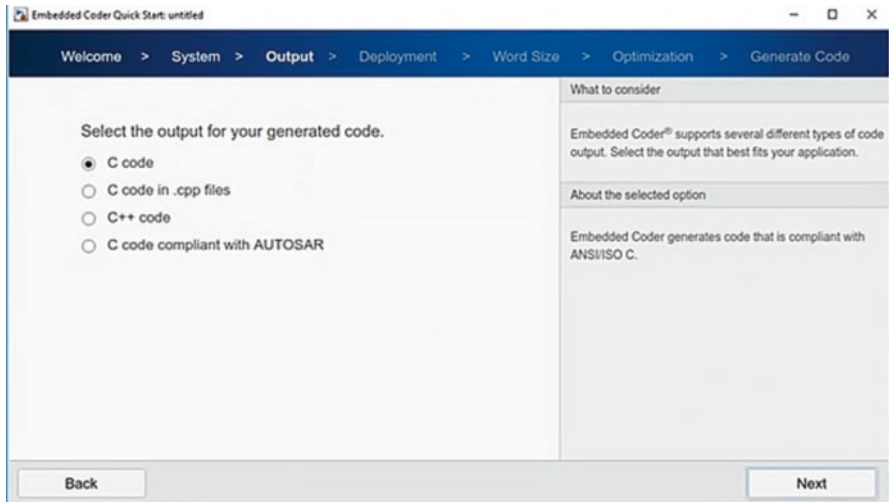 Embedded Coder Quick Start: untitled
Welcome > System > Output > Deployment > Word Size > Optimization > Generate Code
Select the output for your generated code.
C code
C code in .cpp files
C++ code
C code compliant with AUTOSAR
What to consider
Embedded Coder® supports several different types of code
output. Select the output that best fits your application.
About the selected option
Embedded Coder generates code that is compliant with
ANSI/ISO C.
Back
Next